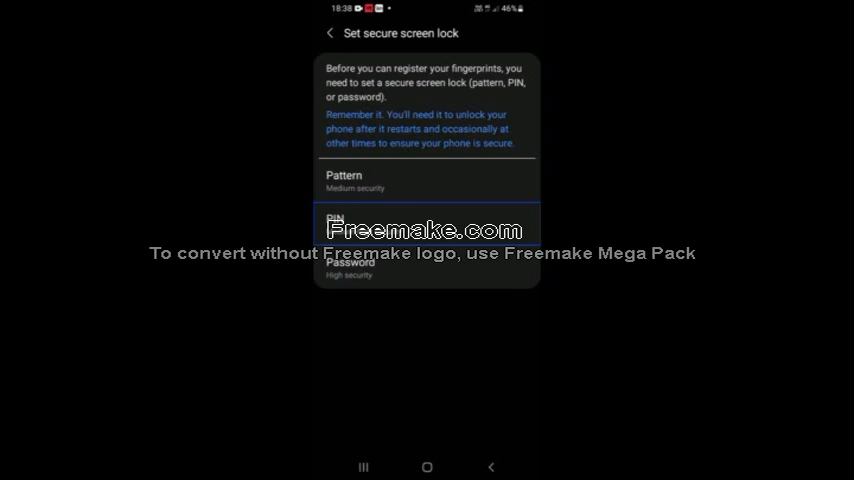 18:38
46%
Set secure screen lock
Before you can register your fingerprints, you
need to set a secure screen lock (pattern, PIN,
or password).
Remember it. You'll need it to unlock your
phone after it restarts and occasionally at
other times to ensure your phone is secure.
Pattern
Medium security
PIN
Freemake.com
To convert without Freemake logo, use Freemake Mega Pack
Password
High security